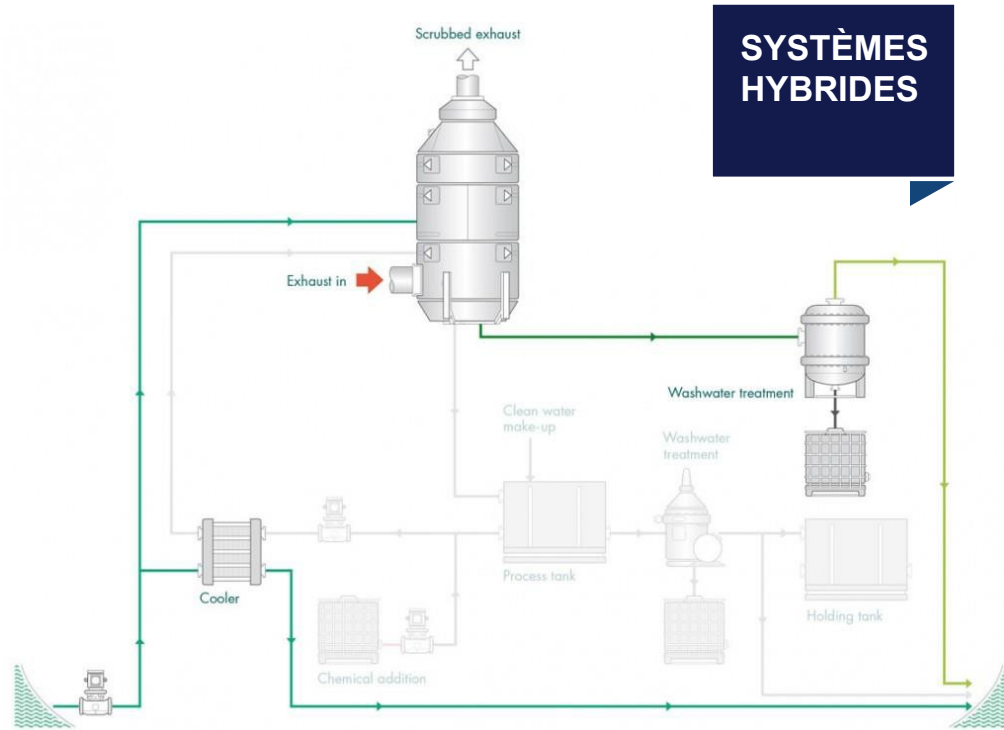 Scrubbed exhaust
SYSTÈMES
HYBRIDES
Exhaust in
Washwater treatment
Clean water
make-up
Washwater
treatment
Process tank
Cooler
Holding tank
Chemical addition